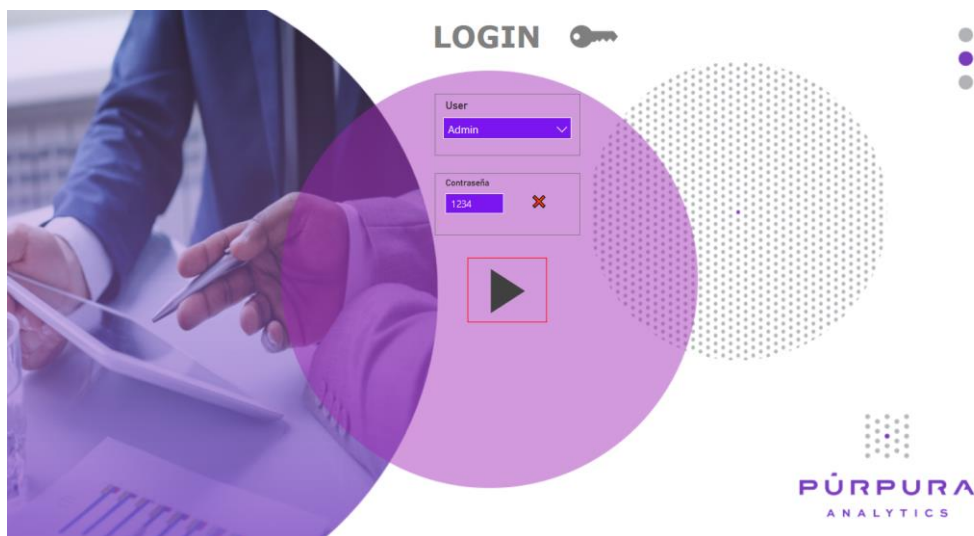 LOGIN
User
Admin
Contraseña
1234
PÚRPURA
ANALYTICS